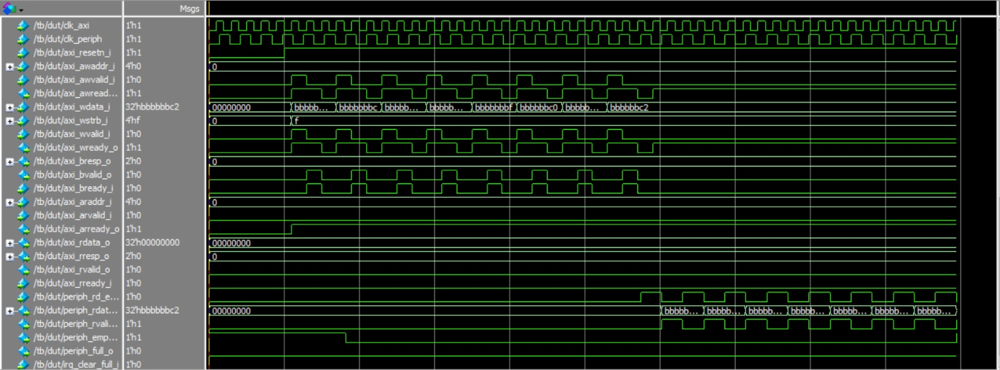 Msgs
/tb/dut/clk_axi 1'h1
/tb/dut/clk_periph 1'h1
/tb/dut/axi_resetn_i 1'h1
/tb/dut/axi_awaddr_i 4'h0 0
/tb/dut/axi_awvalid_i 1'h0
/tb/dut/axi_awread... 1'h1
/tb/dut/axi_wdata_i 32'hbbbbbbc2 00000000 bbbbb... bbbbbbbc bbbbb... bbbbb... bbbbbbbf bbbbbbc0 bbbbb... bbbbbbc2
/tb/dut/axi_wstrb_i 4'hf 0 f
/tb/dut/axi_wvalid_i 1'h0
/tb/dut/axi_wready_o 1'h1
/tb/dut/axi_bresp_o 2'h0 0
/tb/dut/axi_bvalid_o 1'h0
/tb/dut/axi_bready_i 1'h0
/tb/dut/axi_araddr_i 4'h0 0
/tb/dut/axi_arvalid_i 1'h0
/tb/dut/axi_arready_o 1'h1
/tb/dut/axi_rdata_o 32'h00000000 00000000
/tb/dut/axi_rresp_o 2'h0 0
/tb/dut/axi_rvalid_o 1'h0
/tb/dut/axi_rready_i 1'h0
/tb/dut/periph_rd_e... 1'h0
/tb/dut/periph_rdat... 32'hbbbbbbc2 00000000 bbbbb... bbbbb... bbbbb... bbbbb... bbbbb... bbbbb... bbbbb...
/tb/dut/periph_rvali... 1'h1
/tb/dut/periph_emp... 1'h1
/tb/dut/periph_full_o 1'h0
/tb/dut/irq_clear_full_i 1'h0